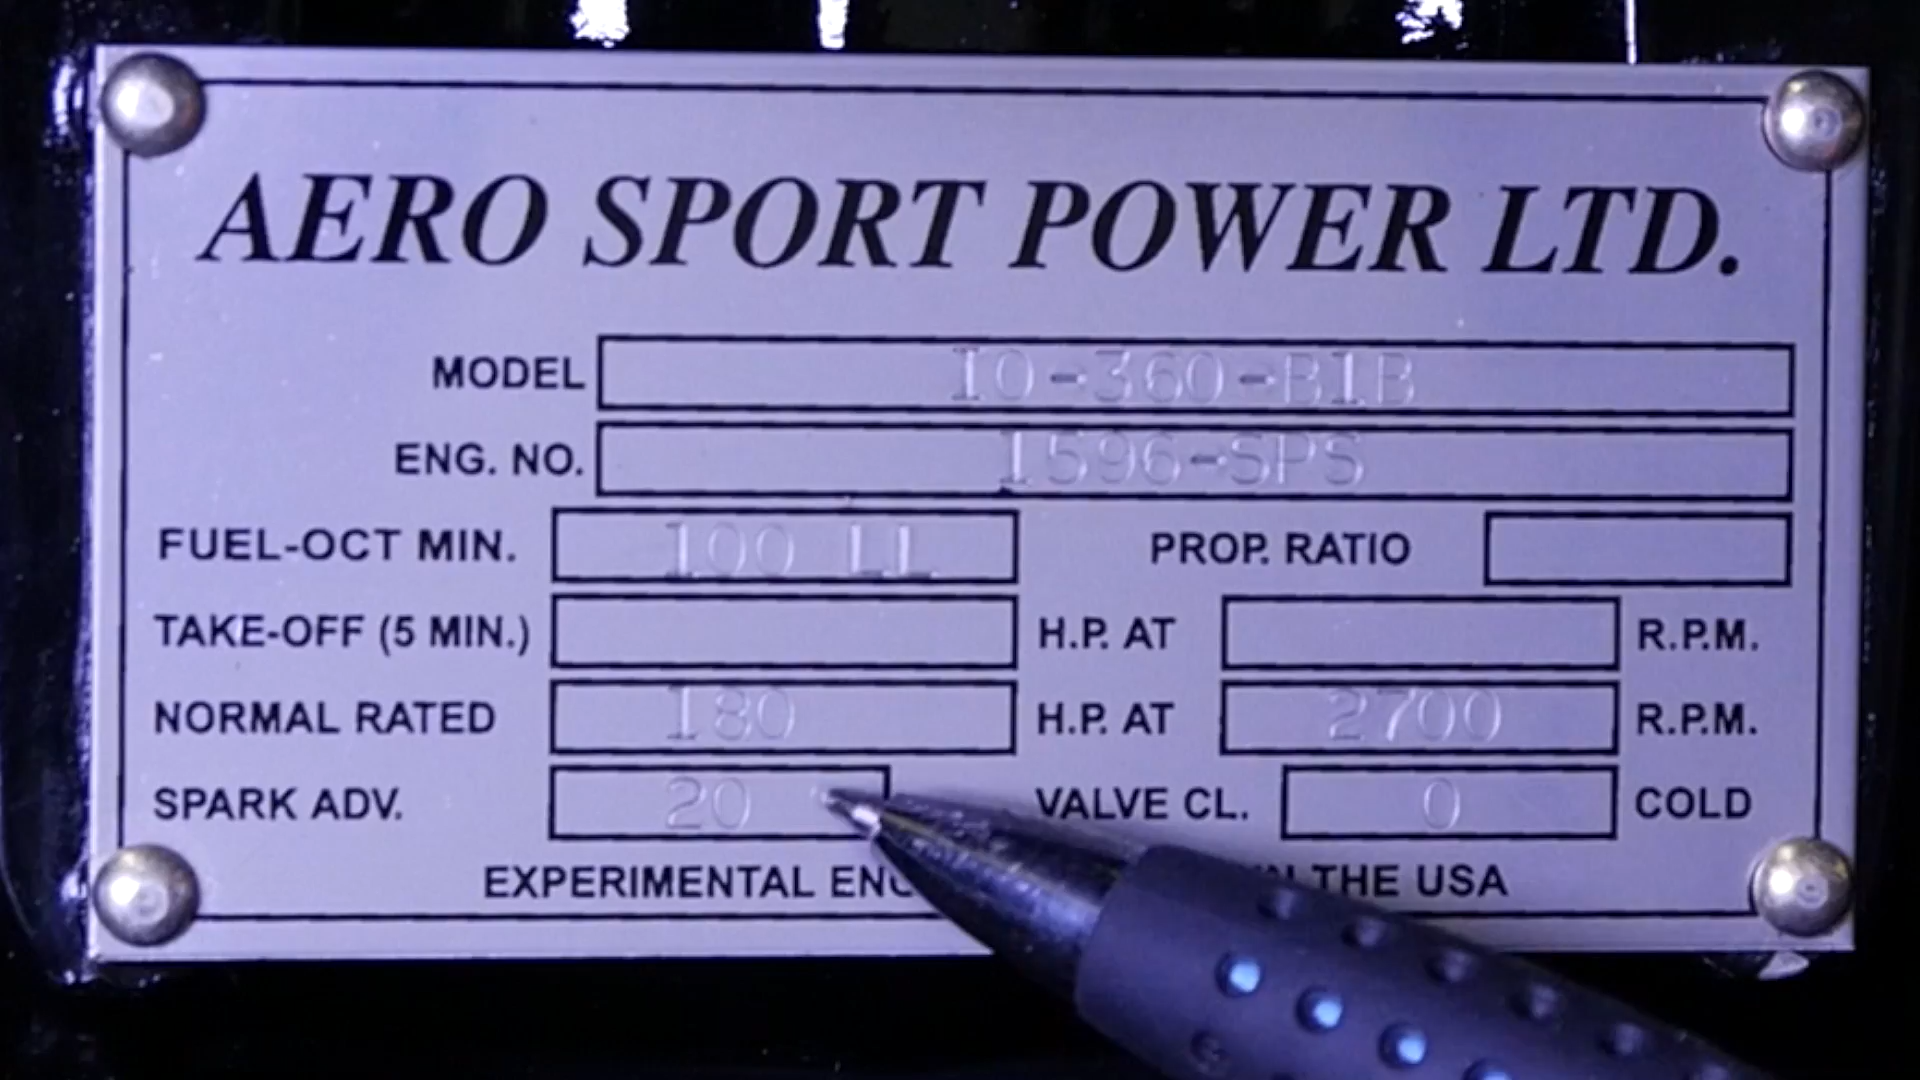 AERO SPORT POWER LTD.
MODEL IO-360-B1B
ENG. NO. 1596-SPS
FUEL-OCT MIN. 100 LL PROP. RATIO
TAKE-OFF (5 MIN.) H.P. AT R.P.M.
NORMAL RATED 180 H.P. AT 2700 R.P.M.
SPARK ADV. 20 VALVE CL. 0 COLD
EXPERIMENTAL THE USA